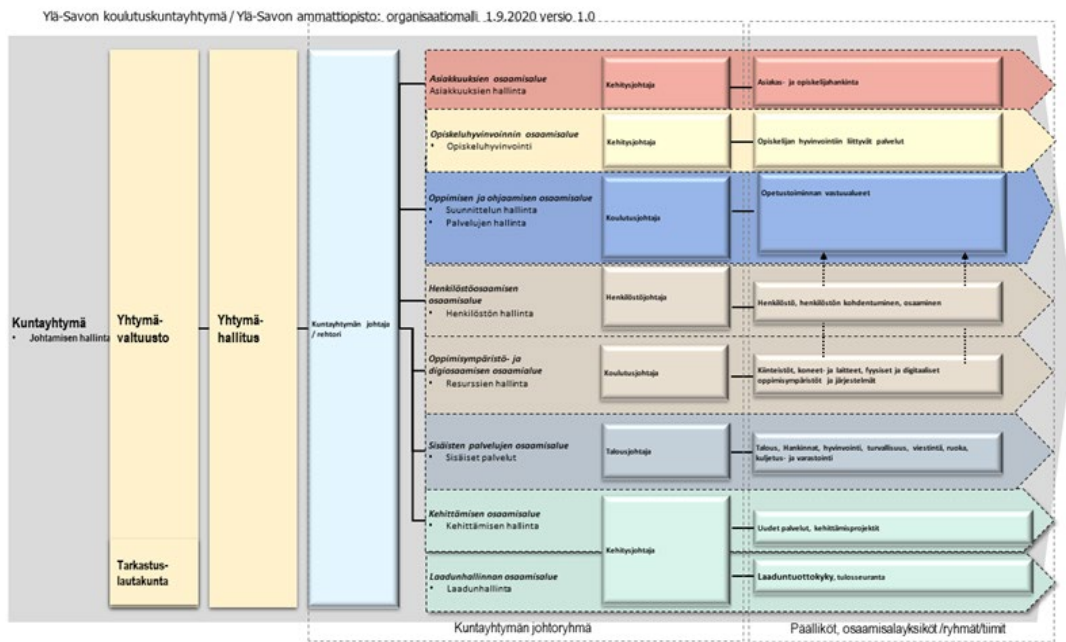 Ylä-Savon koulutuskuntayhtymä / Ylä-Savon ammattiopisto: organisaatiomalli 1.9.2020 versio 1.0
Kuntayhtymä
• Johtamisen hallinta
Yhtymä-
valtuusto
Tarkastus-
lautakunta
Yhtymä-
hallitus
Kuntayhtymän johtaja
/ rehtori
Asiakkuuksien osaamisalue
Asiakkuuksien hallinta
Kehitysjohtaja
Asiakas- ja opiskelijahankinta
Opiskeluhyvinvoinnin osaamisalue
• Opiskeluhyvinvointi
Kehitysjohtaja
Opiskelijan hyvinvointiin liittyvät palvelut
Oppimisen ja ohjaamisen osaamisalue
• Suunnittelun hallinta
• Palvelujen hallinta
Koulutusjohtaja
Opetustoiminnan vastuualueet
Henkilöstöosaamisen
osaamisalue
• Henkilöstön hallinta
Henkilöstöjohtaja
Henkilöstö, henkilöstön kohdentuminen, osaaminen
Oppimisympäristö- ja
digiosaamisen osaamialue
• Resurssien hallinta
Koulutusjohtaja
Kiinteistöt, koneet- ja laitteet, fyysiset ja digitaaliset
oppimisympäristöt ja järjestelmät
Sisäisten palvelujen osaamisalue
• Sisäiset palvelut
Talousjohtaja
Talous, Hankinnat, hyvinvointi, turvallisuus, viestintä, ruoka,
kuljetus- ja varastointi
Kehittämisen osaamisalue
• Kehittämisen hallinta
Kehitysjohtaja
Uudet palvelut, kehittämisprojektit
Laadunhallinnan osaamisalue
• Laadunhallinta
Laaduntuottokyky, tulosseuranta
Kuntayhtymän johtoryhmä
Päälliköt, osaamisalayksiköt /ryhmät/tiimit